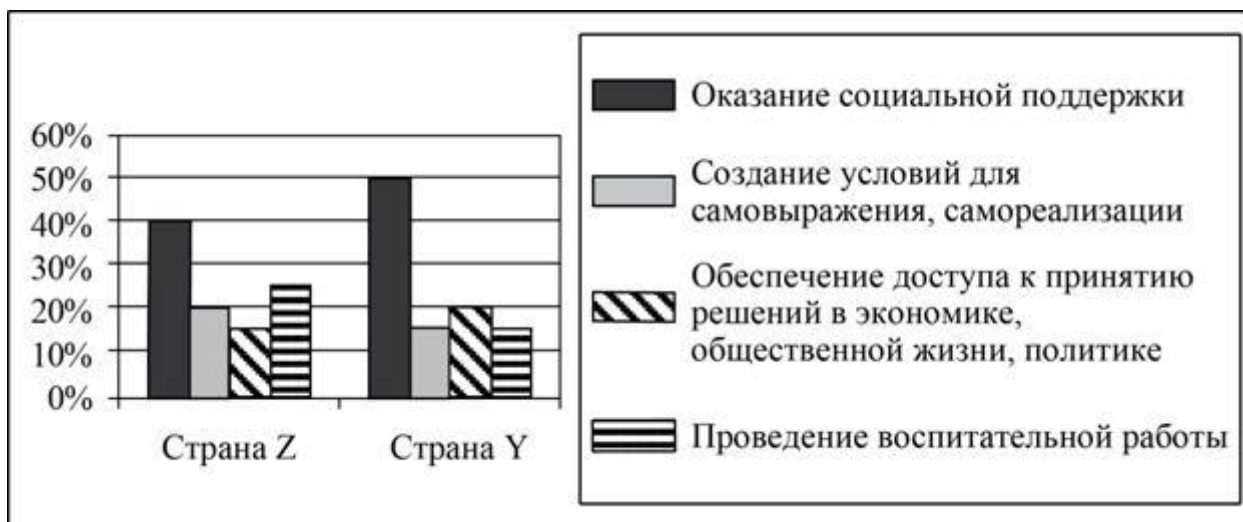 60%
50%
40%
30%
20%
10%
0%
Страна Z
Страна Y
Оказание социальной поддержки
Создание условий для
самовыражения, самореализации
Обеспечение доступа к принятию
решений в экономике,
общественной жизни, политике
Проведение воспитательной работы